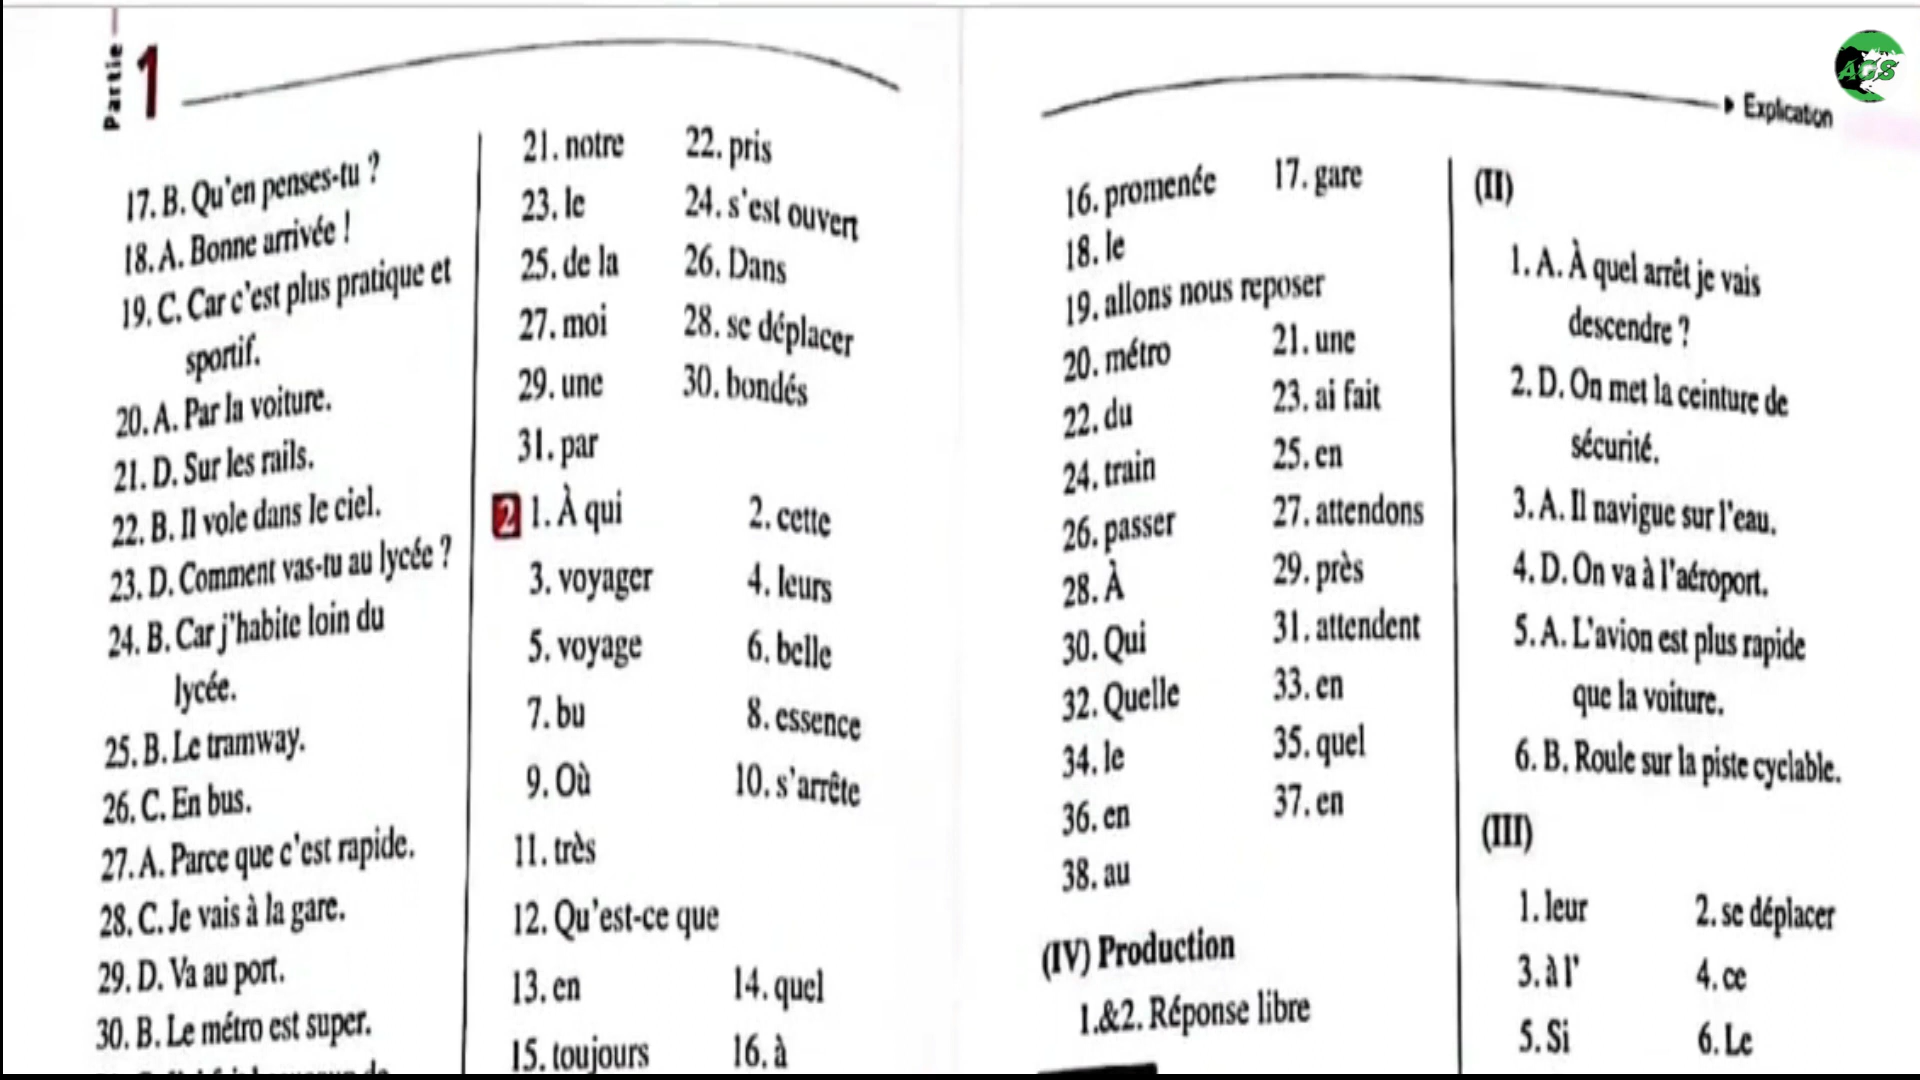 Partie
1
17. B. Qu'en penses-tu ?
18. A. Bonne arrivée !
19. C. Car c'est plus pratique et
sportif.
20. A. Par la voiture.
21. D. Sur les rails.
22. B. Il vole dans le ciel.
23. D. Comment vas-tu au lycée ?
24. B. Car j'habite loin du
lycée.
25. B. Le tramway.
26. C. En bus.
27. A. Parce que c'est rapide.
28. C. Je vais à la gare.
29. D. Va au port.
30. B. Le métro est super.
21. notre 22. pris
23. le 24. s'est ouvert
25. de la 26. Dans
27. moi 28. se déplacer
29. une 30. bondés
31. par
2 1. À qui 2. cette
3. voyager 4. leurs
5. voyage 6. belle
7. bu 8. essence
9. Où 10. s'arrête
11. très
12. Qu'est-ce que
13. en 14. quel
15. toujours 16. à
AGS
Explication
16. promenée 17. gare
18. le
19. allons nous reposer
20. métro 21. une
22. du 23. ai fait
24. train 25. en
26. passer 27. attendons
28. À 29. près
30. Qui 31. attendent
32. Quelle 33. en
34. le 35. quel
36. en 37. en
38. au
(IV) Production
1.&2. Réponse libre
(II)
1. A. À quel arrêt je vais
descendre ?
2. D. On met la ceinture de
sécurité.
3. A. Il navigue sur l'eau.
4. D. On va à l'aéroport.
5. A. L'avion est plus rapide
que la voiture.
6. B. Roule sur la piste cyclable.
(III)
1. leur 2. se déplacer
3. à l' 4. ce
5. Si 6. Le